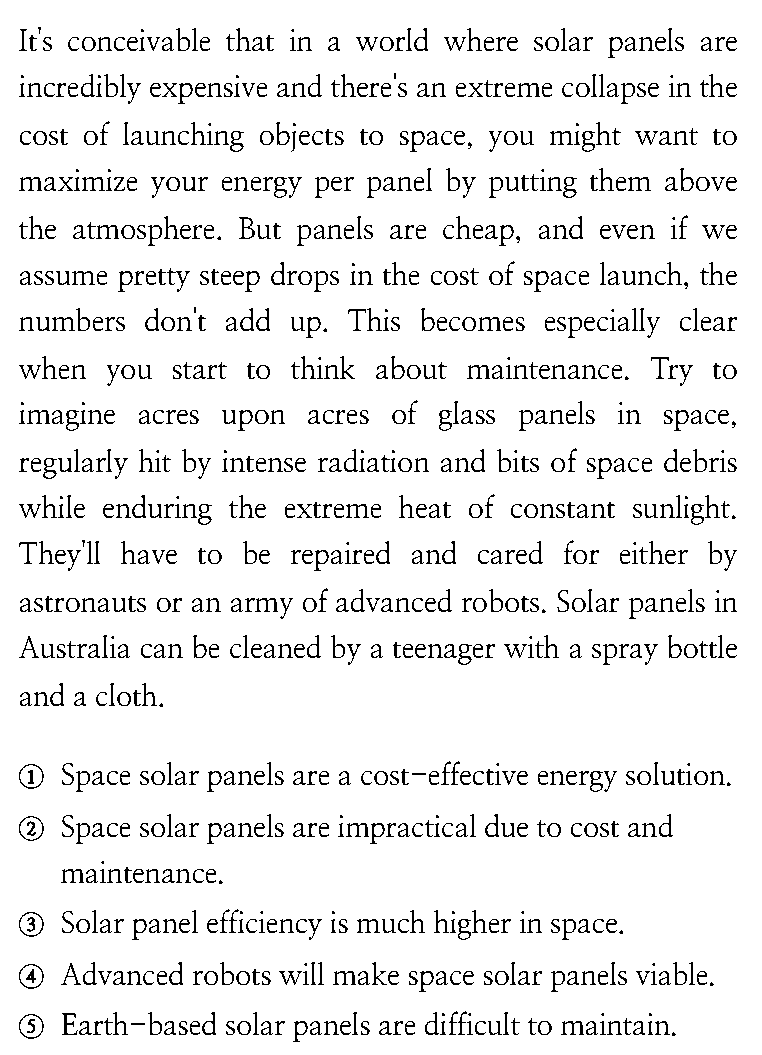 It's conceivable that in a world where solar panels are
incredibly expensive and there's an extreme collapse in the
cost of launching objects to space, you might want to
maximize your energy per panel by putting them above
the atmosphere. But panels are cheap, and even if we
assume pretty steep drops in the cost of space launch, the
numbers don't add up. This becomes especially clear
when you start to think about maintenance. Try to
imagine acres upon acres of glass panels in space,
regularly hit by intense radiation and bits of space debris
while enduring the extreme heat of constant sunlight.
They'll have to be repaired and cared for either by
astronauts or an army of advanced robots. Solar panels in
Australia can be cleaned by a teenager with a spray bottle
and a cloth.
① Space solar panels are a cost-effective energy solution.
② Space solar panels are impractical due to cost and
maintenance.
③ Solar panel efficiency is much higher in space.
④ Advanced robots will make space solar panels viable.
⑤ Earth-based solar panels are difficult to maintain.